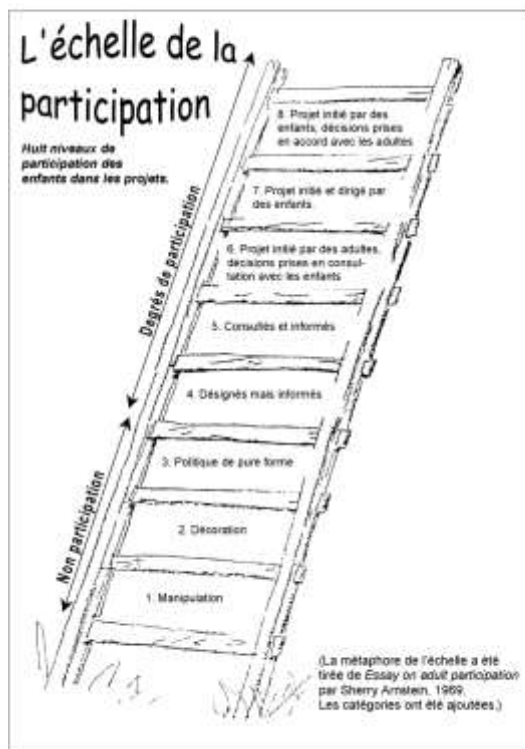 L'échelle de la
participation
Huit niveaux de
participation des
enfants dans les projets.
Degrés de participation
Non participation
8. Projet initié par des
enfants, décisions prises
en accord avec les adultes
7. Projet initié et dirigé par
des enfants
6. Projet initié par des adultes,
décisions prises en consul-
tation avec les enfants
5. Consultés et informés
4. Désignés mais informés
3. Politique de pure forme
2. Décoration
1. Manipulation
(La métaphore de l'échelle a été
tirée de Essay on adult participation
par Sherry Arnstein, 1969.
Les catégories ont été ajoutées.)